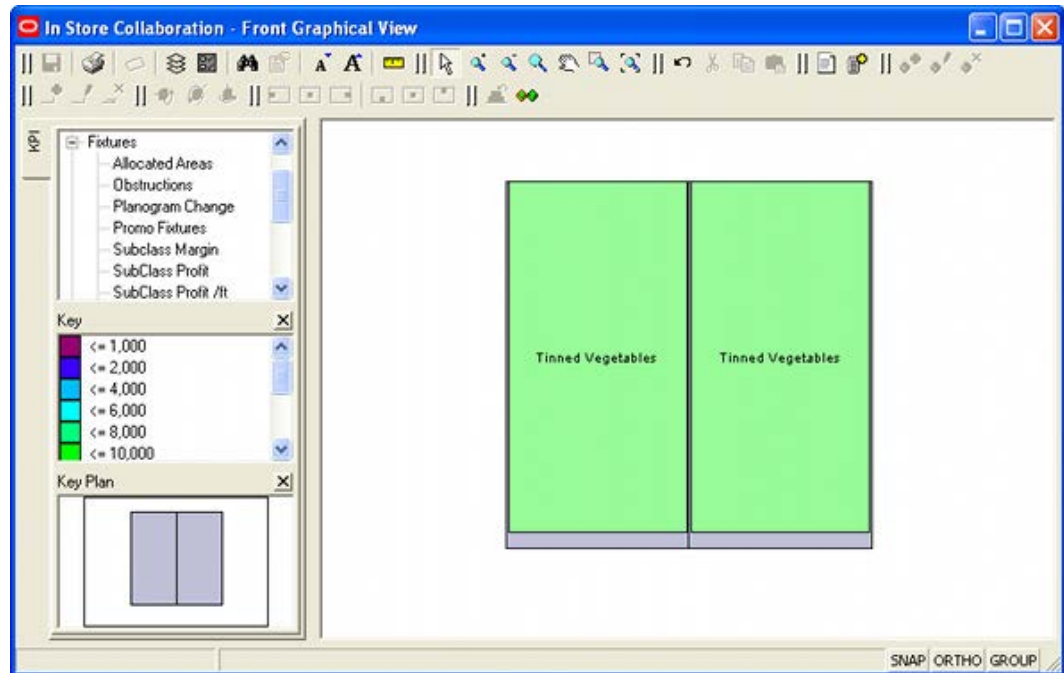 In Store Collaboration - Front Graphical View
KPI
Fixtures
Allocated Areas
Obstructions
Planogram Change
Promo Fixtures
Subclass Margin
SubClass Profit
SubClass Profit /ft
Key
<= 1,000
<= 2,000
<= 4,000
<= 6,000
<= 8,000
<= 10,000
Key Plan
Tinned Vegetables
Tinned Vegetables
SNAP ORTHO GROUP